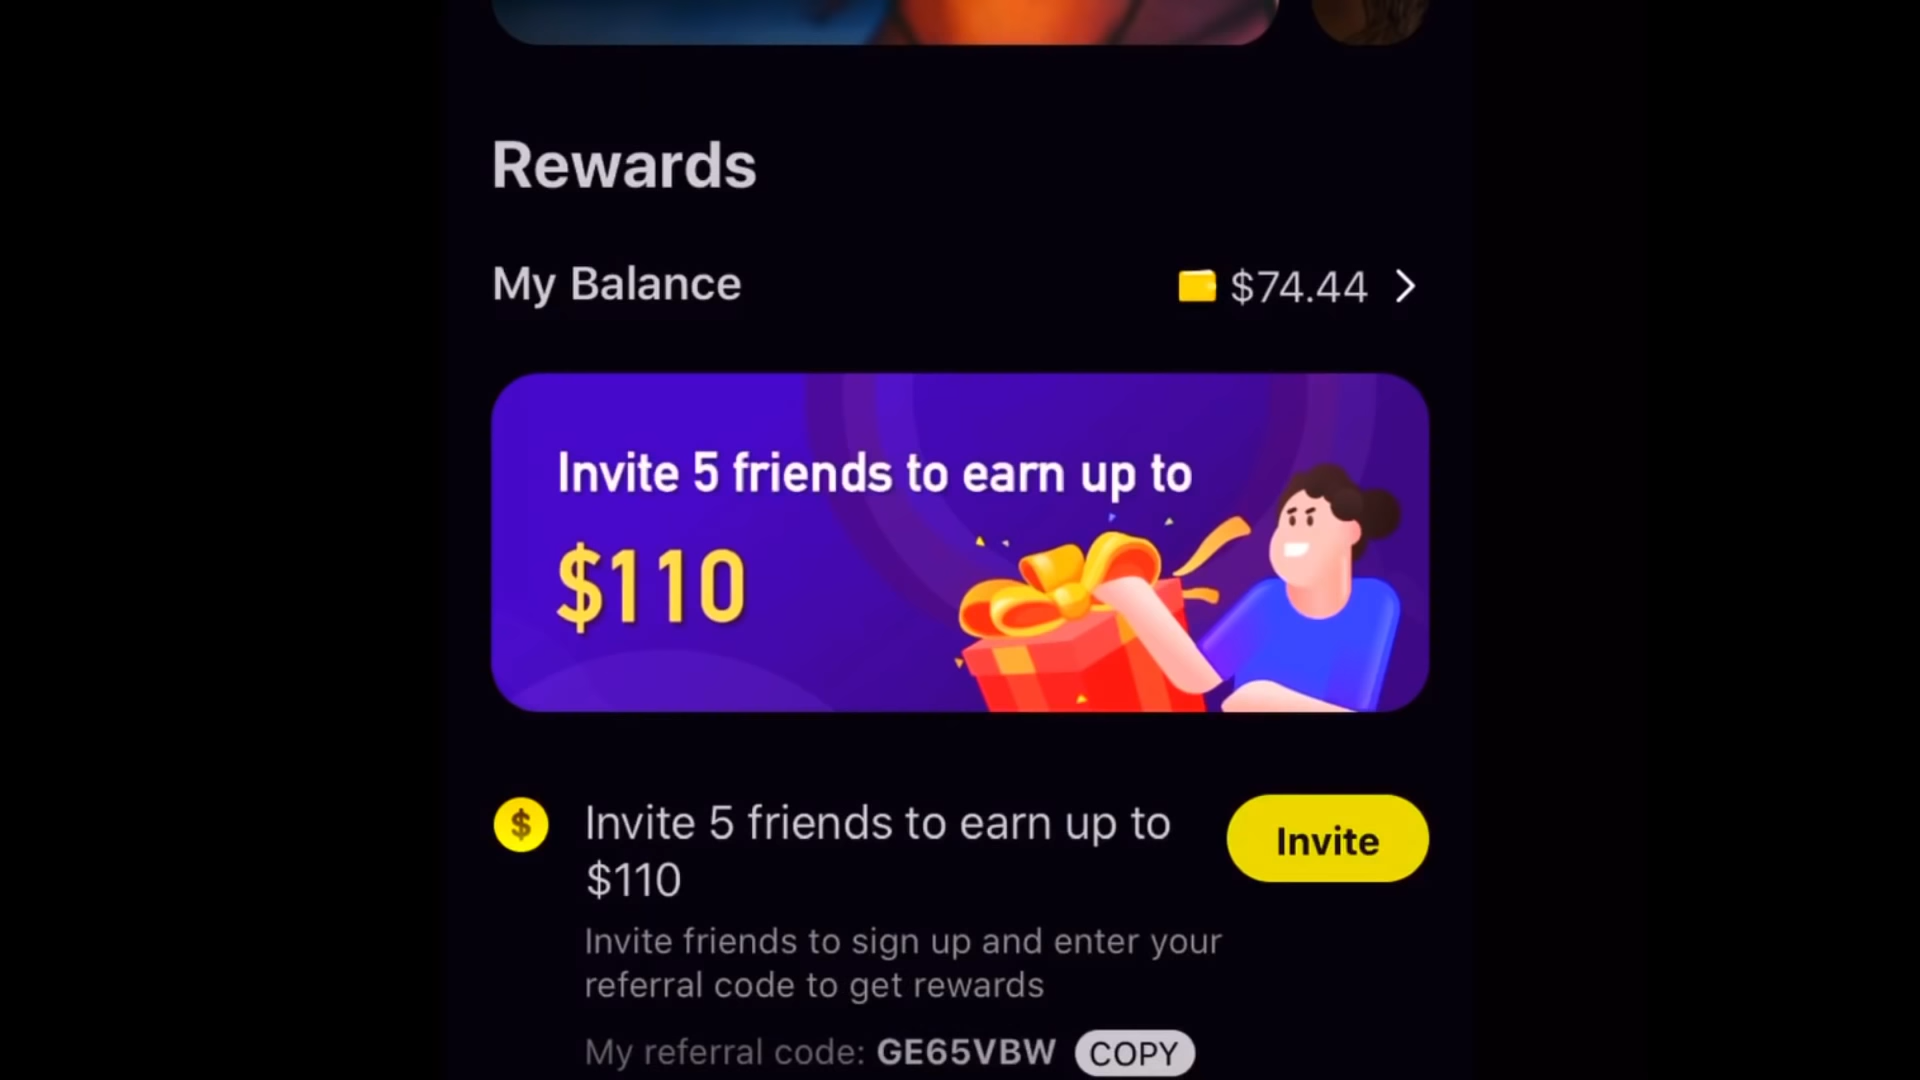 Rewards
My Balance
$74.44
Invite 5 friends to earn up to
$110
$
Invite 5 friends to earn up to
$110
Invite
Invite friends to sign up and enter your
referral code to get rewards
My referral code: GE65VBW COPY